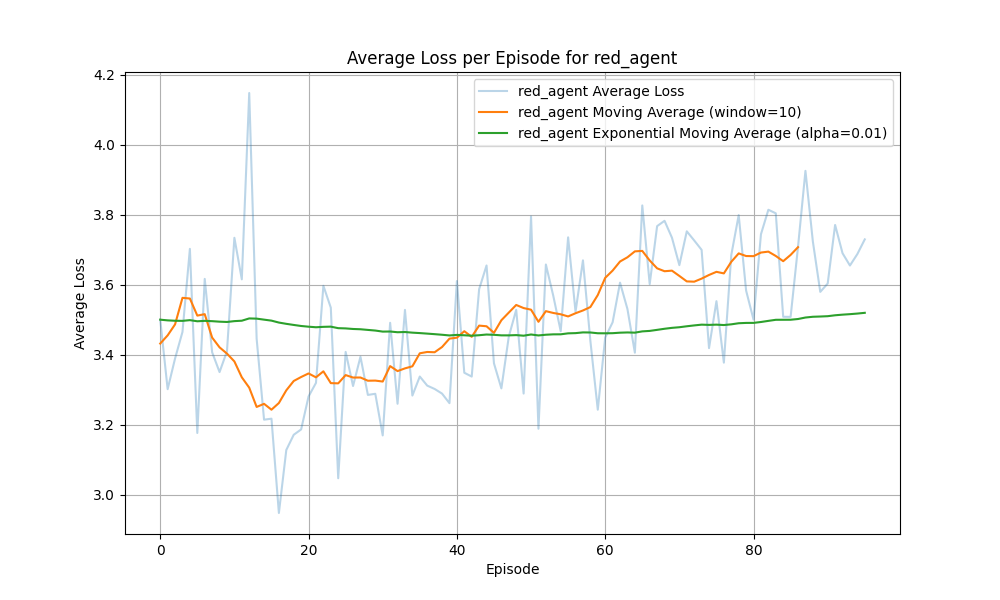 Average Loss per Episode for red_agent
red_agent Average Loss
red_agent Moving Average (window=10)
red_agent Exponential Moving Average (alpha=0.01)
Average Loss
4.2
4.0
3.8
3.6
3.4
3.2
3.0
0 20 40 60 80
Episode